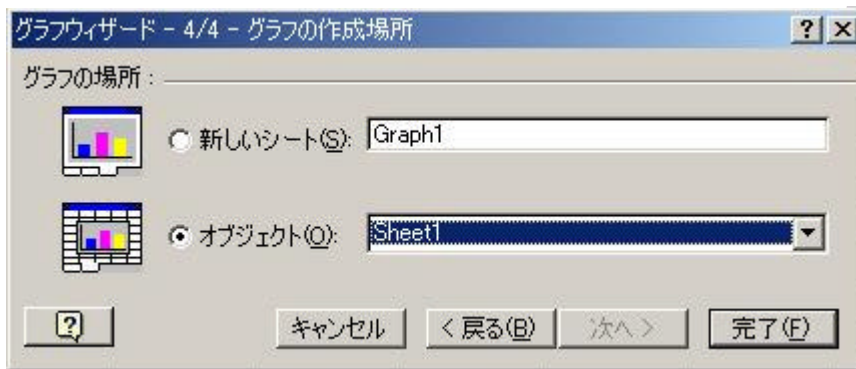 グラフウィザード - 4/4 - グラフの作成場所
グラフの場所：
新しいシート(S): Graph1
オブジェクト(O): Sheet1
キャンセル < 戻る(B) 次へ > 完了(F)